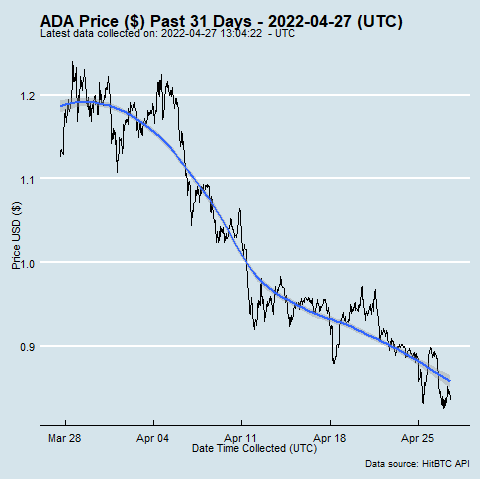 ADA Price ($) Past 31 Days - 2022-04-27 (UTC)
Latest data collected on: 2022-04-27 13:04:22  - UTC
1.2
1.1
1.0
0.9
Price USD ($)
Mar 28
Apr 04
Apr 11
Apr 18
Apr 25
Date Time Collected (UTC)
Data source: HitBTC API